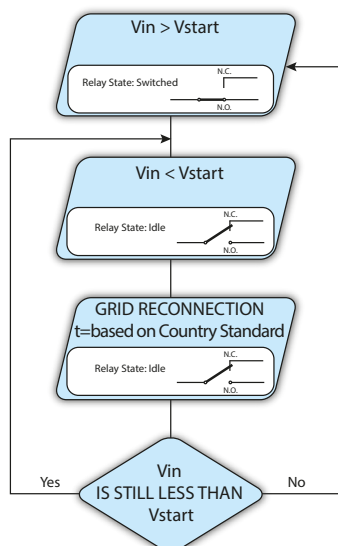 Vin > Vstart
N.C.
Relay State: Switched
N.O.
Vin < Vstart
N.C.
Relay State: Idle
N.O.
GRID RECONNECTION
t=based on Country Standard
N.C.
Relay State: Idle
N.O.
Yes
Vin
No
IS STILL LESS THAN
Vstart